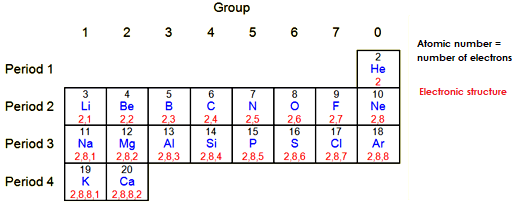 Group
1 2 3 4 5 6 7 0
Atomic number =
number of electrons
Period 1
2
He
2
Electronic structure
Period 2
3 4 5 6 7 8 9 10
Li Be B C N O F Ne
2,1 2,2 2,3 2,4 2,5 2,6 2,7 2,8
Period 3
11 12 13 14 15 16 17 18
Na Mg Al Si P S Cl Ar
2,8,1 2,8,2 2,8,3 2,8,4 2,8,5 2,8,6 2,8,7 2,8,8
Period 4
19 20
K Ca
2,8,8,1 2,8,8,2